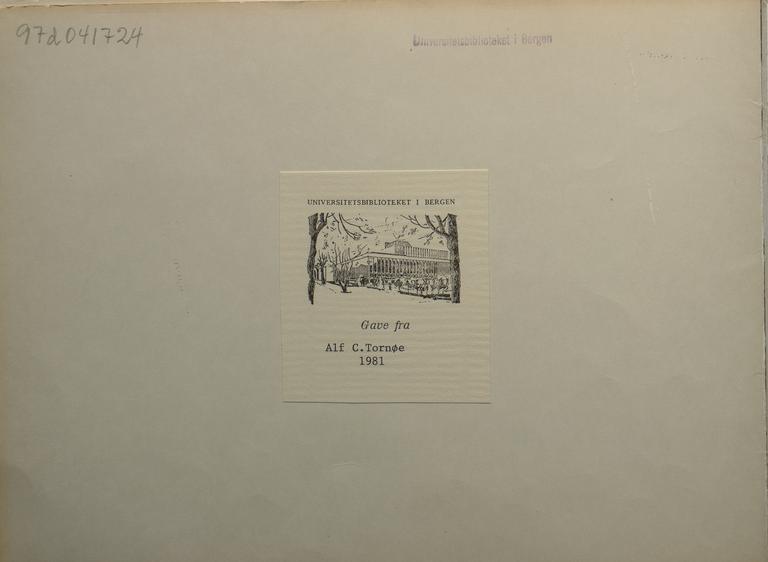 97d041724
Universitetsbiblioteket i Bergen
UNIVERSITETSBIBLIOTEKET I BERGEN
Gave fra
Alf C.Tornøe
1981